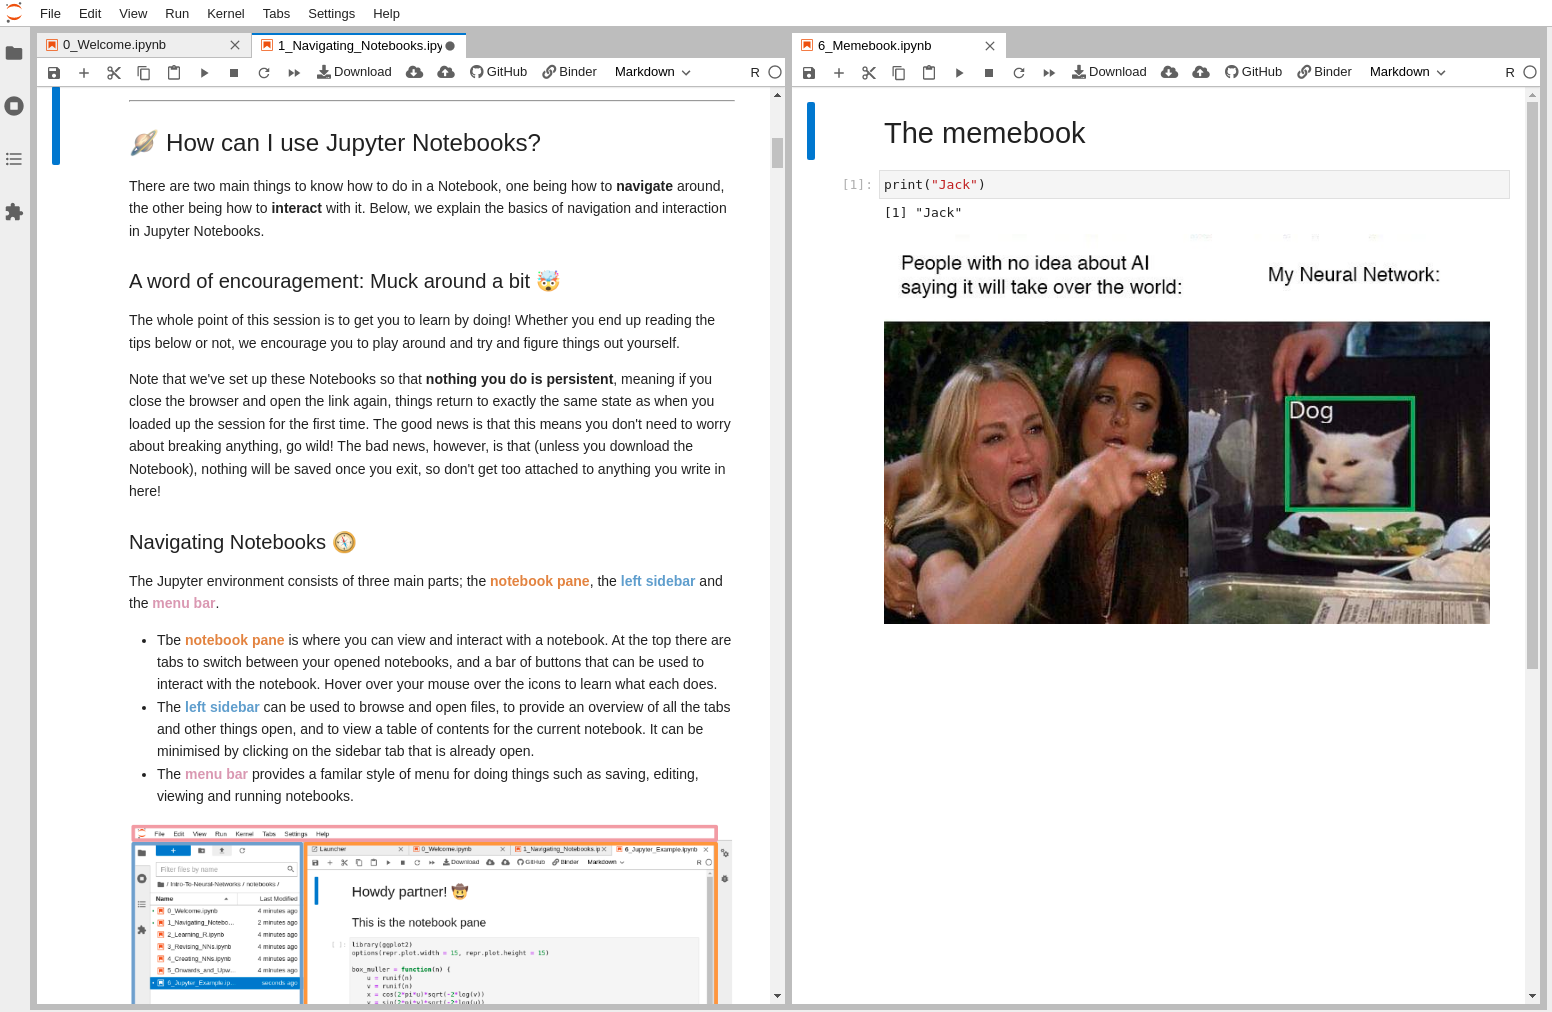 File Edit View Run Kernel Tabs Settings Help
0_Welcome.ipynb
1_Navigating_Notebooks.ipy
Download GitHub Binder Markdown R
How can I use Jupyter Notebooks?
There are two main things to know how to do in a Notebook, one being how to navigate around,
the other being how to interact with it. Below, we explain the basics of navigation and interaction
in Jupyter Notebooks.
A word of encouragement: Muck around a bit 🤯
The whole point of this session is to get you to learn by doing! Whether you end up reading the
tips below or not, we encourage you to play around and try and figure things out yourself.
Note that we've set up these Notebooks so that nothing you do is persistent, meaning if you
close the browser and open the link again, things return to exactly the same state as when you
loaded up the session for the first time. The good news is that this means you don't need to worry
about breaking anything, go wild! The bad news, however, is that (unless you download the
Notebook), nothing will be saved once you exit, so don't get too attached to anything you write in
here!
Navigating Notebooks 🧭
The Jupyter environment consists of three main parts; the notebook pane, the left sidebar and
the menu bar.
• Tbe notebook pane is where you can view and interact with a notebook. At the top there are
tabs to switch between your opened notebooks, and a bar of buttons that can be used to
interact with the notebook. Hover over your mouse over the icons to learn what each does.
• The left sidebar can be used to browse and open files, to provide an overview of all the tabs
and other things open, and to view a table of contents for the current notebook. It can be
minimised by clicking on the sidebar tab that is already open.
• The menu bar provides a familar style of menu for doing things such as saving, editing,
viewing and running notebooks.
File Edit View Run Kernel Tabs Settings Help
Filter files by name
/ Intro-To-Neural-Networks / notebooks /
Name Last Modified
0_Welcome.ipynb 4 minutes ago
1_Navigating_Notebo... 2 minutes ago
2_Learning_R.ipynb 4 minutes ago
3_Revising_NNs.ipynb 4 minutes ago
4_Creating_NNs.ipynb 4 minutes ago
5_Onwards_and_Upw... 4 minutes ago
6_Jupyter_Example.ip... seconds ago
Launcher 0_Welcome.ipynb 1_Navigating_Notebooks.ip 6_Jupyter_Example.ipynb
Download GitHub Binder Markdown R
Howdy partner! 🤠
This is the notebook pane
[ ]: library(ggplot2)
options(repr.plot.width = 15, repr.plot.height = 15)
box_muller = function(n) {
u = runif(n)
v = runif(n)
x = cos(2*pi*u)*sqrt(-2*log(v))
y = sin(2*pi*v)*sqrt(-2*log(u))
6_Memebook.ipynb
Download GitHub Binder Markdown R
The memebook
[1]: print("Jack")
[1] "Jack"
People with no idea about AI
saying it will take over the world:
My Neural Network:
Dog